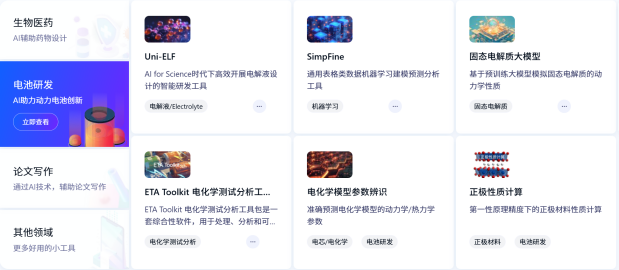 生物医药
AI辅助药物设计
电池研发
AI助力动力电池创新
立即查看
论文写作
通过AI技术，辅助论文写作
其他领域
更多好用的小工具
Uni-ELF
AI for Science时代下高效开展电解液设
计的智能研发工具
电解液/Electrolyte
...
SimpFine
通用表格类数据机器学习建模预测分析
工具
机器学习
...
固态电解质大模型
基于预训练大模型模拟固态电解质的动
力学性质
固态电解质
...
ETA Toolkit
ETA Toolkit 电化学测试分析工...
ETA Toolkit 电化学测试分析工具包是一
套综合性软件，用于处理、分析和可...
电化学测试分析
...
电化学模型参数辨识
准确预测电化学模型的动力学/热力学
参数
电芯/电化学
电池研发
正极性质计算
正极性质计算
第一性原理精度下的正极材料性质计算
正极材料
电池研发